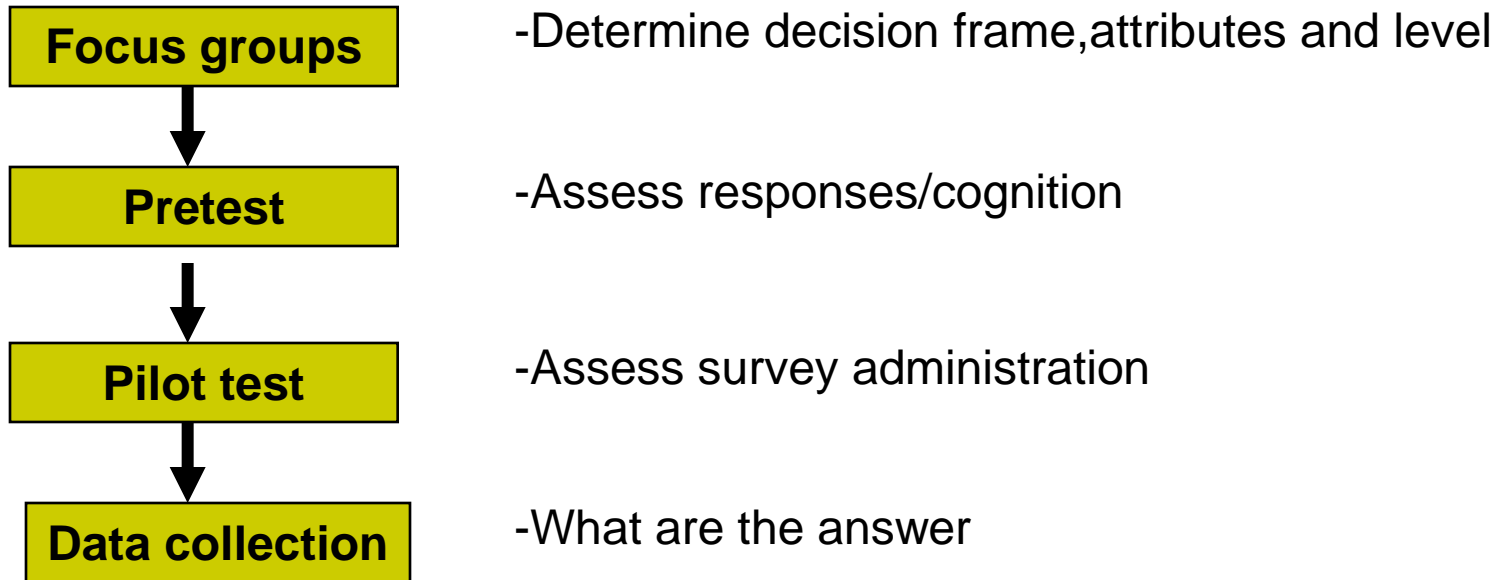 Focus groups -Determine decision frame,attributes and level
Pretest -Assess responses/cognition
Pilot test -Assess survey administration
Data collection -What are the answer